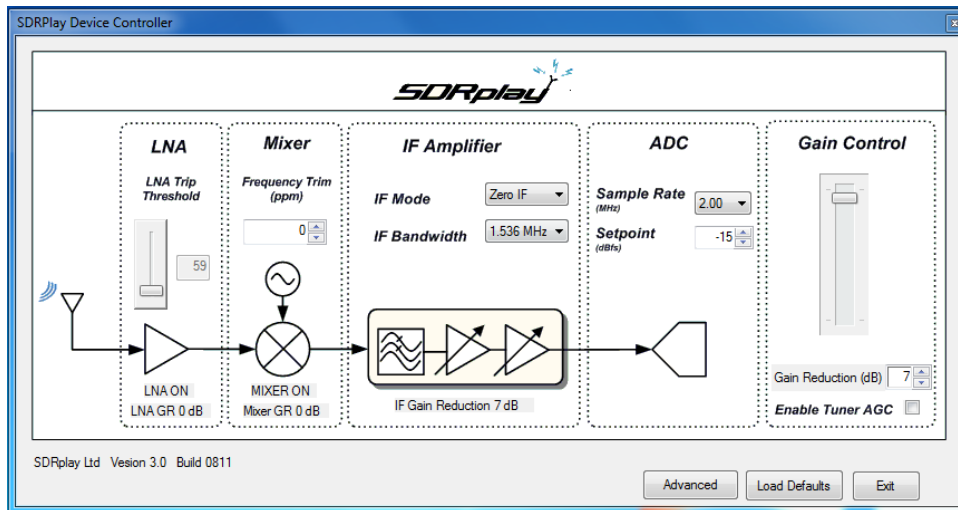 SDRPlay Device Controller
SDRplay
LNA
LNA Trip
Threshold
59
LNA ON
LNA GR 0 dB
Mixer
Frequency Trim
(ppm)
0
MIXER ON
Mixer GR 0 dB
IF Amplifier
IF Mode
Zero IF
IF Bandwidth
1.536 MHz
IF Gain Reduction 7 dB
ADC
Sample Rate
(MHz)
2.00
Setpoint
(dBfs)
-15
Gain Control
Gain Reduction (dB)
7
Enable Tuner AGC
SDRplay Ltd Vesion 3.0 Build 0811
Advanced
Load Defaults
Exit